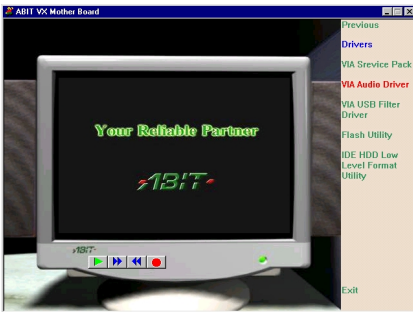 ABIT VX Mother Board
Previous
Drivers
VIA Srevice Pack
VIA Audio Driver
VIA USB Filter
Driver
Flash Utility
IDE HDD Low
Level Format
Utility
Exit
Your Reliable Partner
ABIT
ABIT